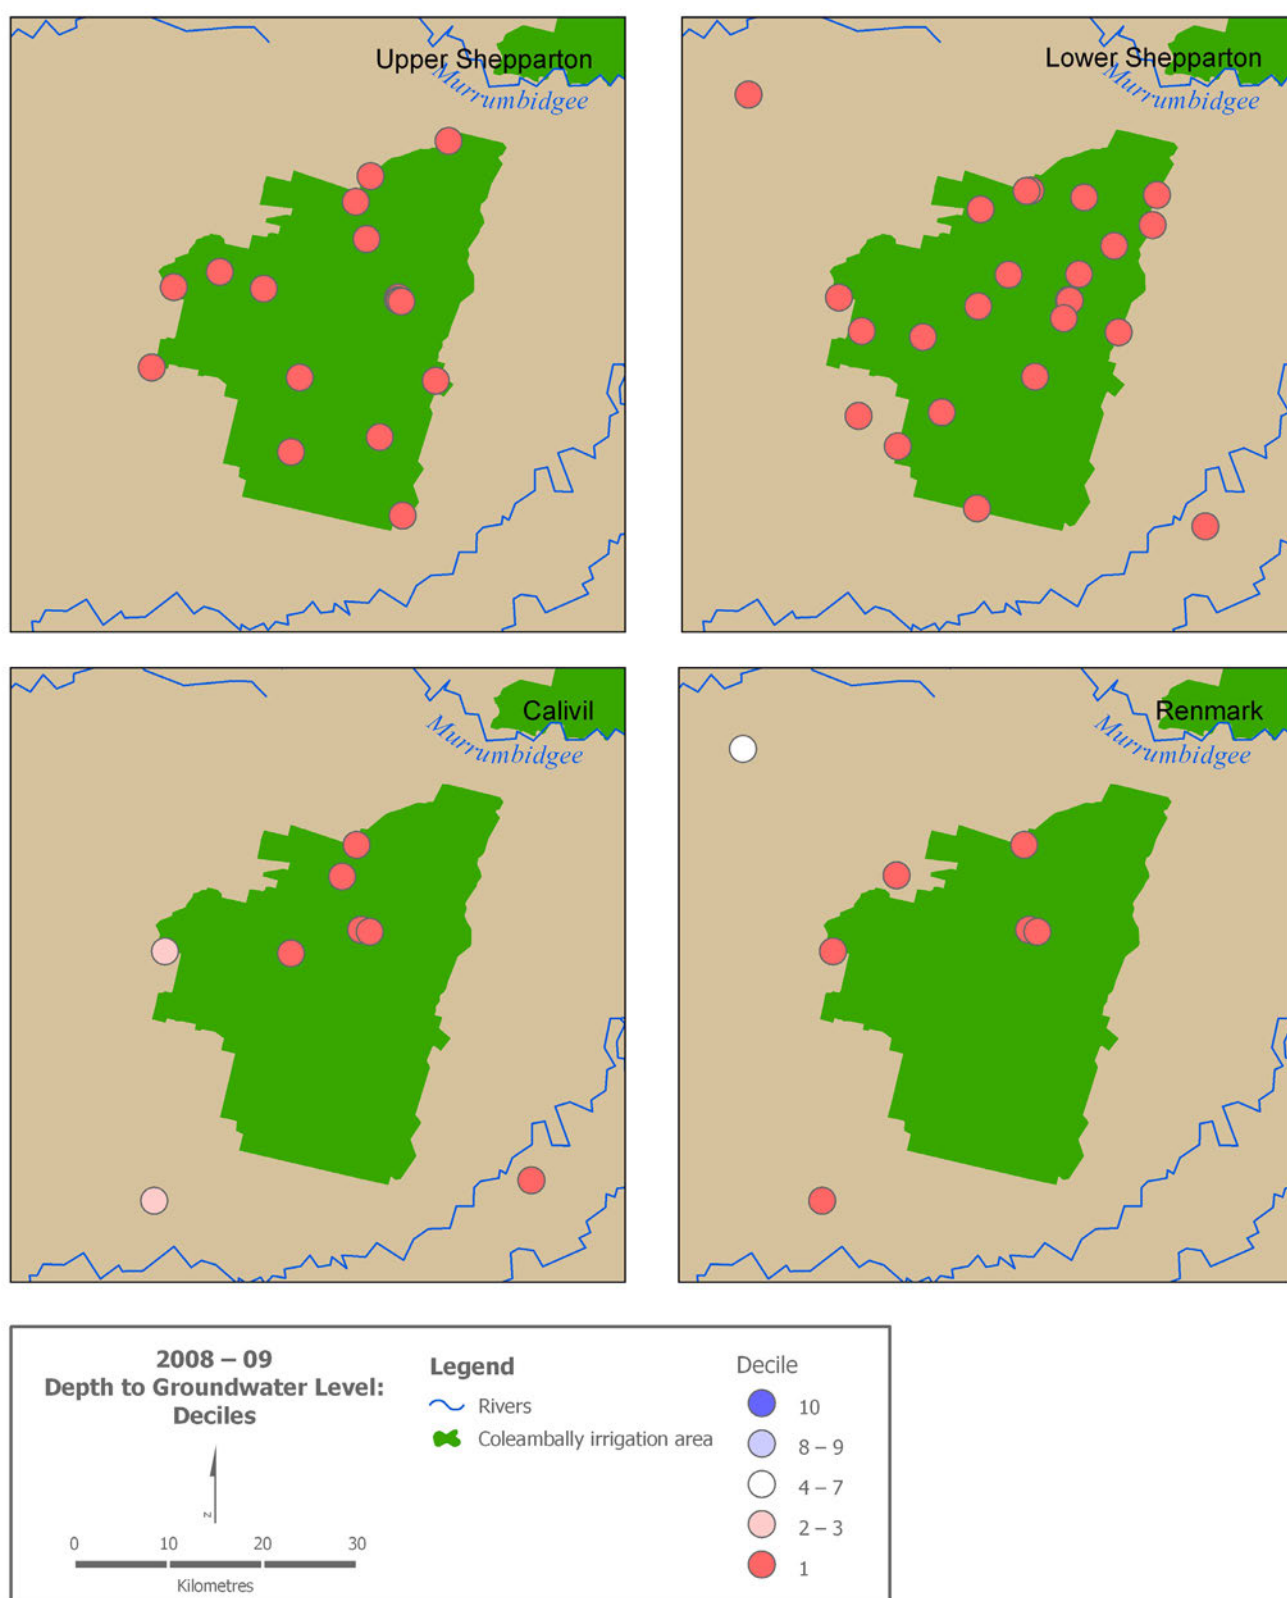 Upper Shepparton
Murrumbidgee
Lower Shepparton
Murrumbidgee
Calivil
Murrumbidgee
Renmark
Murrumbidgee
2008 – 09
Depth to Groundwater Level:
Deciles
N
0 10 20 30
Kilometres
Legend
Rivers
Coleambally irrigation area
Decile
10
8 – 9
4 – 7
2 – 3
1